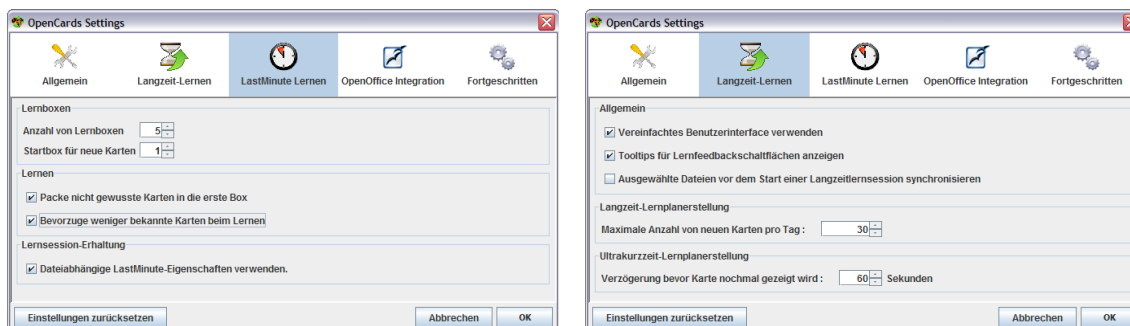 OpenCards Settings
Allgemein Langzeit-Lernen LastMinute Lernen OpenOffice Integration Fortgeschritten
Lernboxen
Anzahl von Lernboxen 5
Startbox für neue Karten 1
Lernen
Packe nicht gewusste Karten in die erste Box
Bevorzuge weniger bekannte Karten beim Lernen
Lernsession-Erhaltung
Dateiabhängige LastMinute-Eigenschaften verwenden.
Einstellungen zurücksetzen Abbrechen OK
OpenCards Settings
Allgemein Langzeit-Lernen LastMinute Lernen OpenOffice Integration Fortgeschritten
Allgemein
Vereinfachtes Benutzerinterface verwenden
Tooltips für Lernfeedbackschaltflächen anzeigen
Ausgewählte Dateien vor dem Start einer Langzeitlernsession synchronisieren
Langzeit-Lernplanerstellung
Maximale Anzahl von neuen Karten pro Tag : 30
Ultrakurzzeit-Lernplanerstellung
Verzögerung bevor Karte nochmal gezeigt wird : 60 Sekunden
Einstellungen zurücksetzen Abbrechen OK